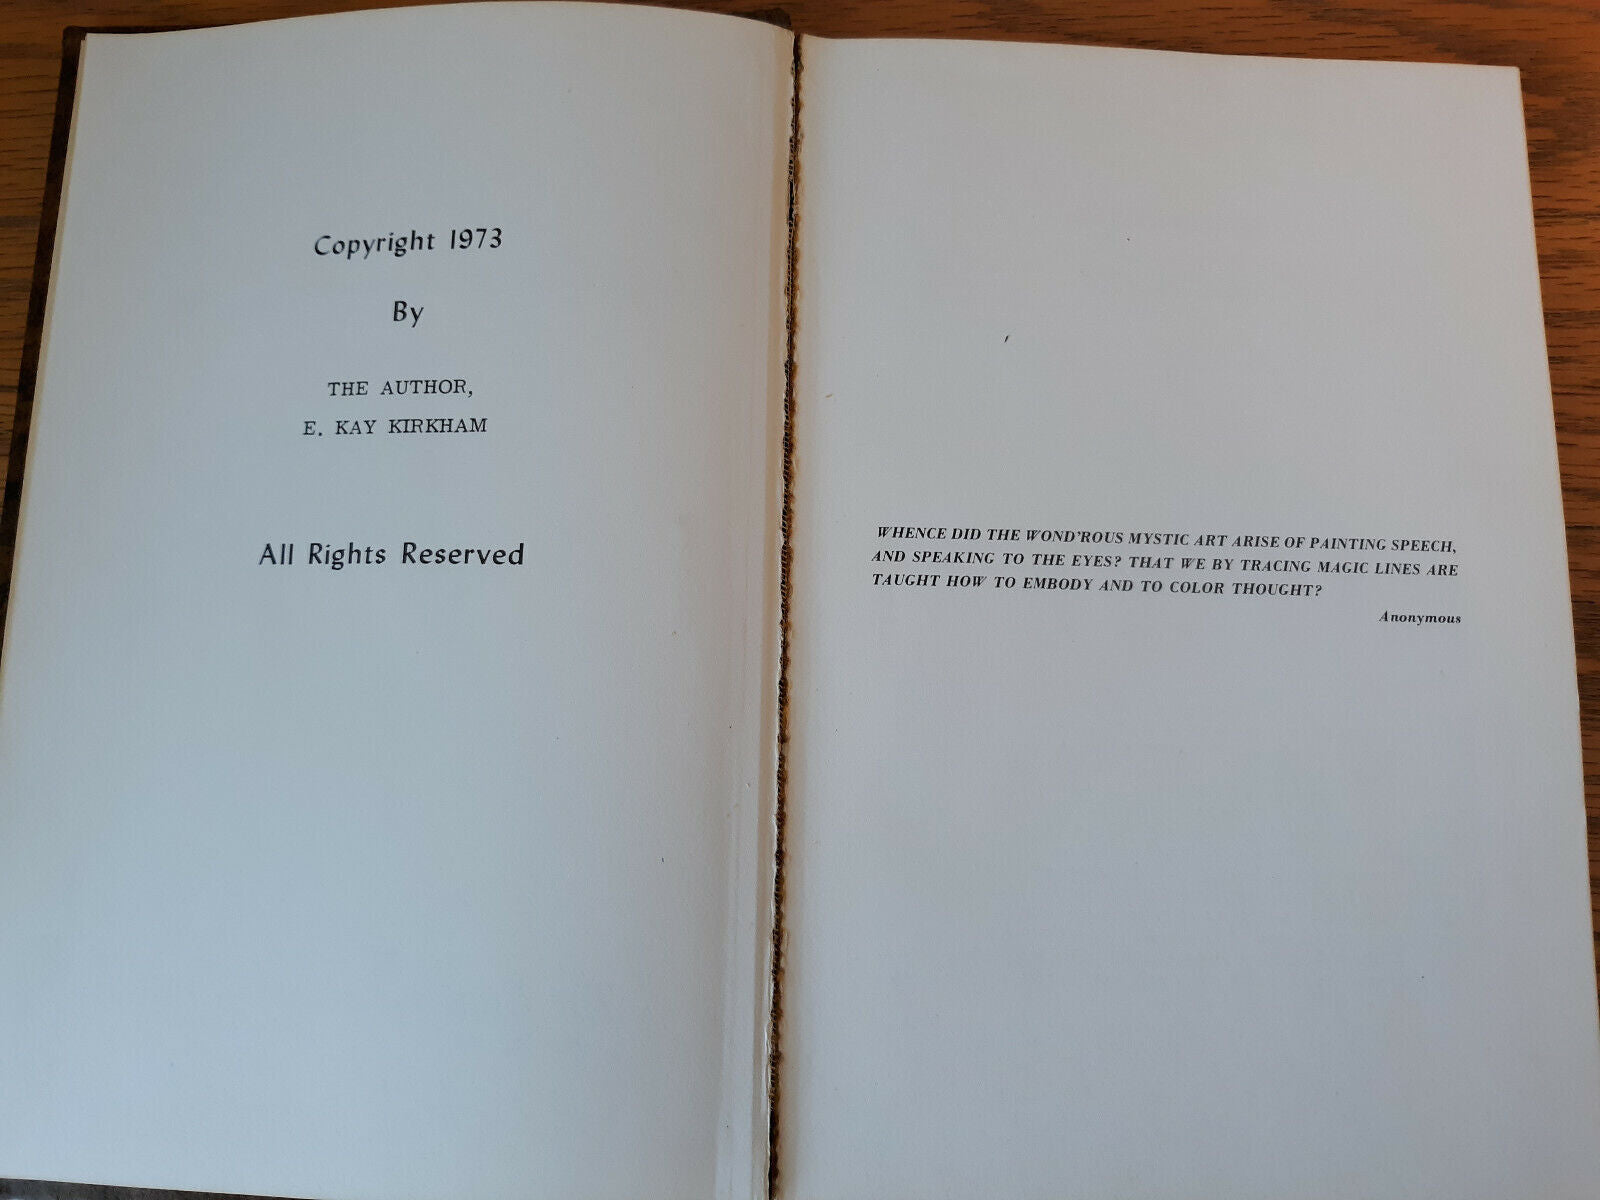 Copyright 1973
By
THE AUTHOR,
E. KAY KIRKHAM
All Rights Reserved
WHENCE DID THE WOND'ROUS MYSTIC ART ARISE OF PAINTING SPEECH,
AND SPEAKING TO THE EYES? THAT WE BY TRACING MAGIC LINES ARE
TAUGHT HOW TO EMBODY AND TO COLOR THOUGHT?
Anonymous